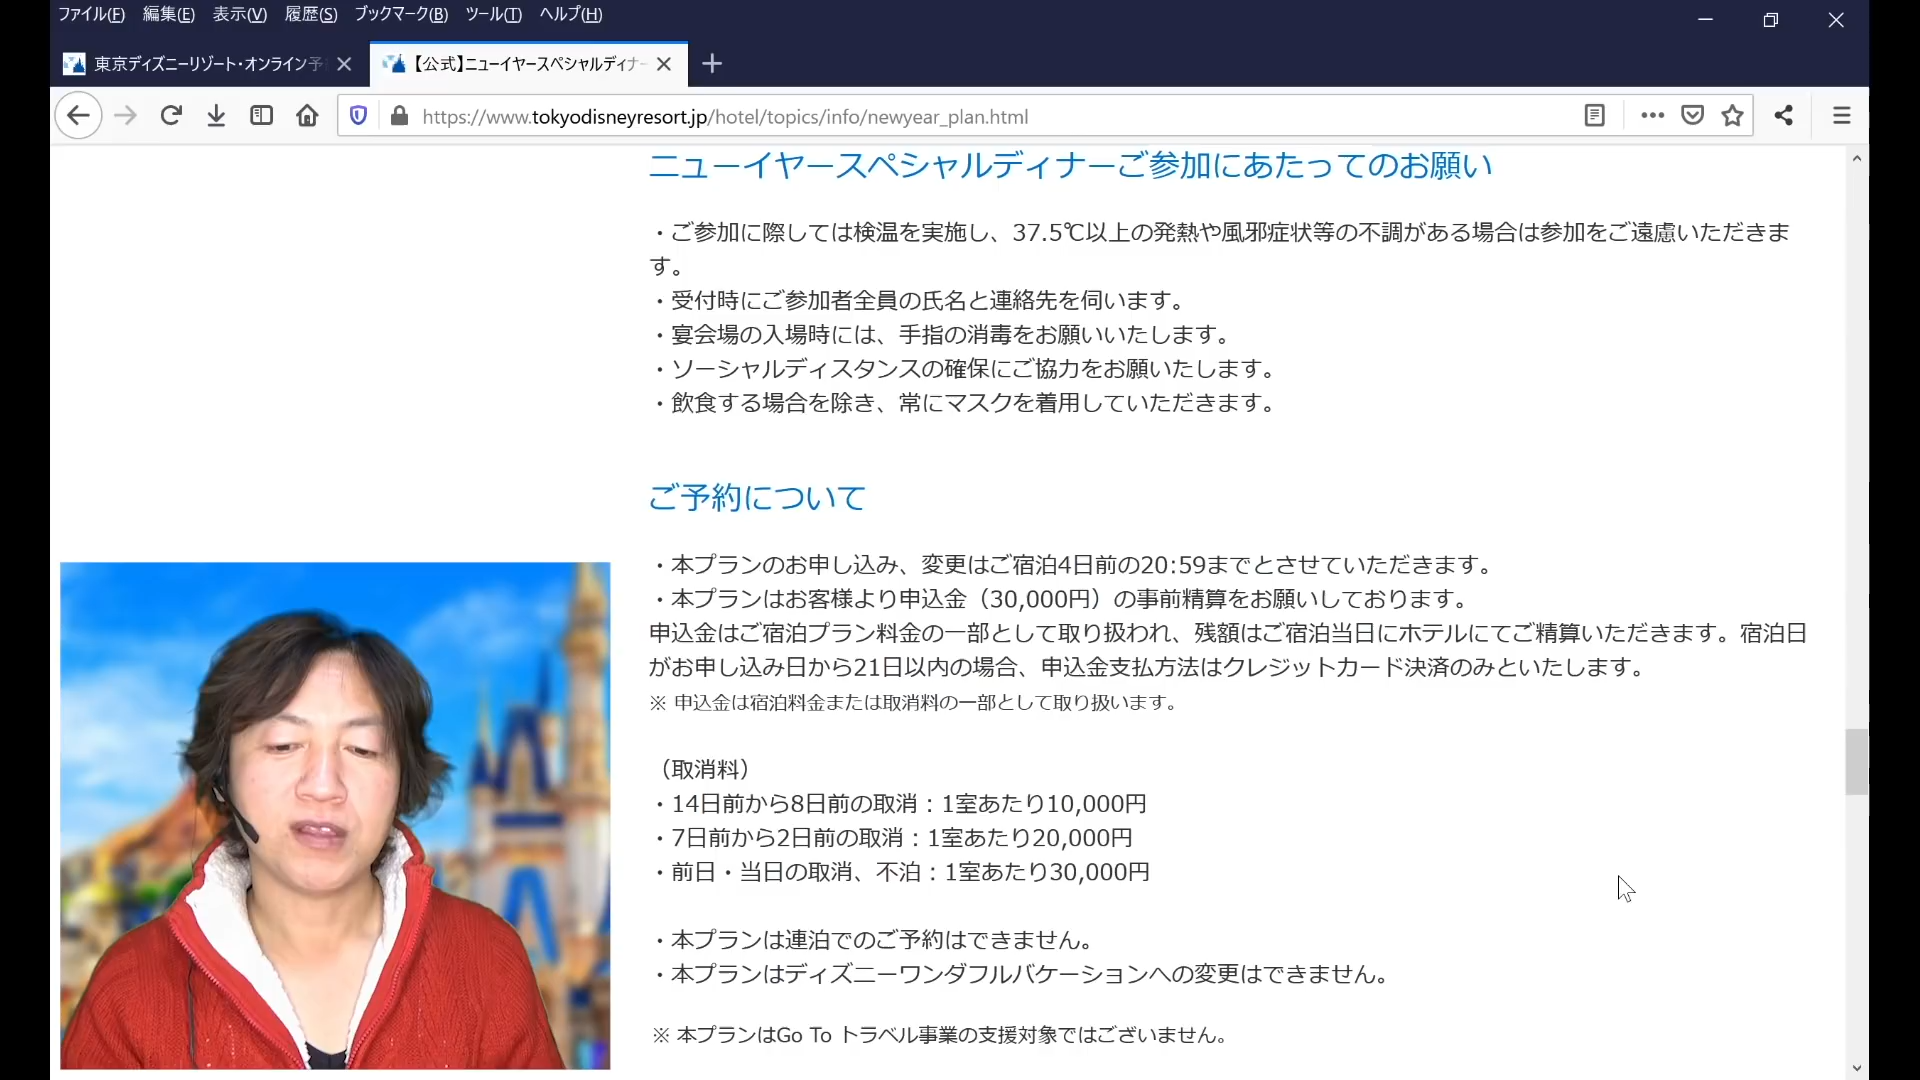 ファイル(F) 編集(E) 表示(V) 履歴(S) ブックマーク(B) ツール(T) ヘルプ(H)
東京ディズニーリゾート・オンライン予 【公式】ニューイヤースペシャルディナー
https://www.tokyodisneyresort.jp/hotel/topics/info/newyear_plan.html
ニューイヤースペシャルディナーご参加にあたってのお願い
・ご参加に際しては検温を実施し、37.5℃以上の発熱や風邪症状等の不調がある場合は参加をご遠慮いただきま
す。
・受付時にご参加者全員の氏名と連絡先を伺います。
・宴会場の入場時には、手指の消毒をお願いいたします。
・ソーシャルディスタンスの確保にご協力をお願いたします。
・飲食する場合を除き、常にマスクを着用していただきます。
ご予約について
・本プランのお申し込み、変更はご宿泊4日前の20:59までとさせていただきます。
・本プランはお客様より申込金（30,000円）の事前精算をお願いしております。
申込金はご宿泊プラン料金の一部として取り扱われ、残額はご宿泊当日にホテルにてご精算いただきます。宿泊日
がお申し込み日から21日以内の場合、申込金支払方法はクレジットカード決済のみといたします。
※ 申込金は宿泊料金または取消料の一部として取り扱います。
（取消料）
・14日前から8日前の取消：1室あたり10,000円
・7日前から2日前の取消：1室あたり20,000円
・前日・当日の取消、不泊：1室あたり30,000円
・本プランは連泊でのご予約はできません。
・本プランはディズニーワンダフルバケーションへの変更はできません。
※ 本プランはGo To トラベル事業の支援対象ではございません。